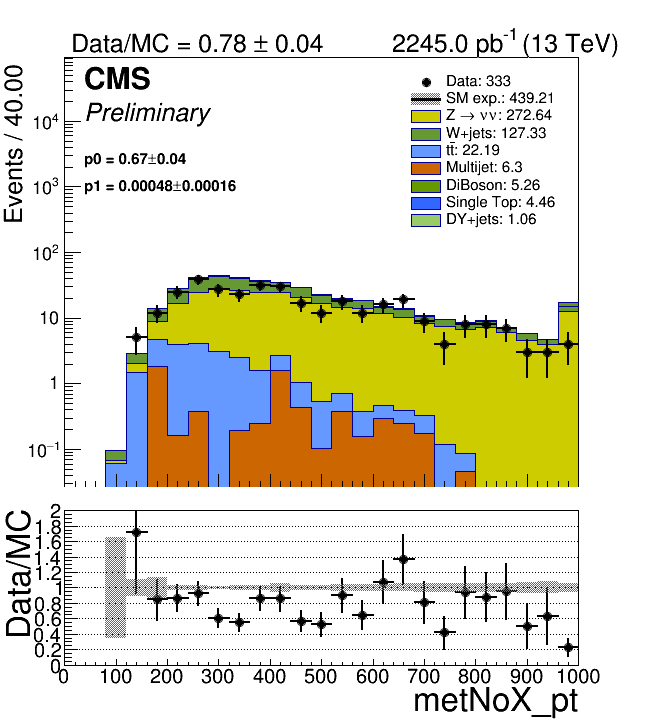 Data/MC = 0.78 ± 0.04 2245.0 pb⁻¹ (13 TeV)
CMS
Preliminary
p0 = 0.67±0.04
p1 = 0.00048±0.00016
Data: 333
SM exp.: 439.21
Z → νν: 272.64
W+jets: 127.33
tt̄: 22.19
Multijet: 6.3
DiBoson: 5.26
Single Top: 4.46
DY+jets: 1.06
Events / 40.00
10⁴
10³
10²
10
1
10⁻¹
Data/MC
2
1.8
1.6
1.4
1.2
1
0.8
0.6
0.4
0.2
0
0 100 200 300 400 500 600 700 800 900 1000
metNoX_pt